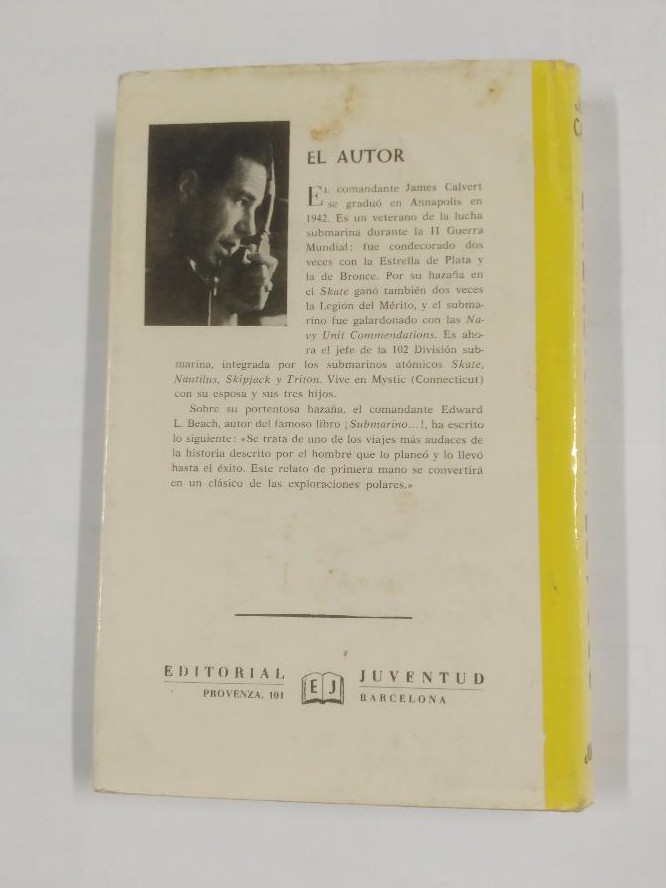 EL AUTOR
EL comandante James Calvert
se graduó en Annapolis en
1942. Es un veterano de la lucha
submarina durante la II Guerra
Mundial: fue condecorado dos
veces con la Estrella de Plata y
la de Bronce. Por su hazaña en
el Skate ganó también dos veces
la Legión del Mérito, y el subma-
rino fue galardonado con las Na-
vy Unit Commendations. Es aho-
ra el jefe de la 102 División sub-
marina, integrada por los submarinos atómicos Skate,
Nautilus, Skipjack y Triton. Vive en Mystic (Connecticut)
con su esposa y sus tres hijos.
Sobre su portentosa hazaña, el comandante Edward
L. Beach, autor del famoso libro ¡Submarino...!, ha escrito
lo siguiente: «Se trata de uno de los viajes más audaces de
la historia descrito por el hombre que lo planeó y lo llevó
hasta el éxito. Este relato de primera mano se convertirá
en un clásico de las exploraciones polares.»
EDITORIAL
PROVENZA, 101
E J
JUVENTUD
BARCELONA